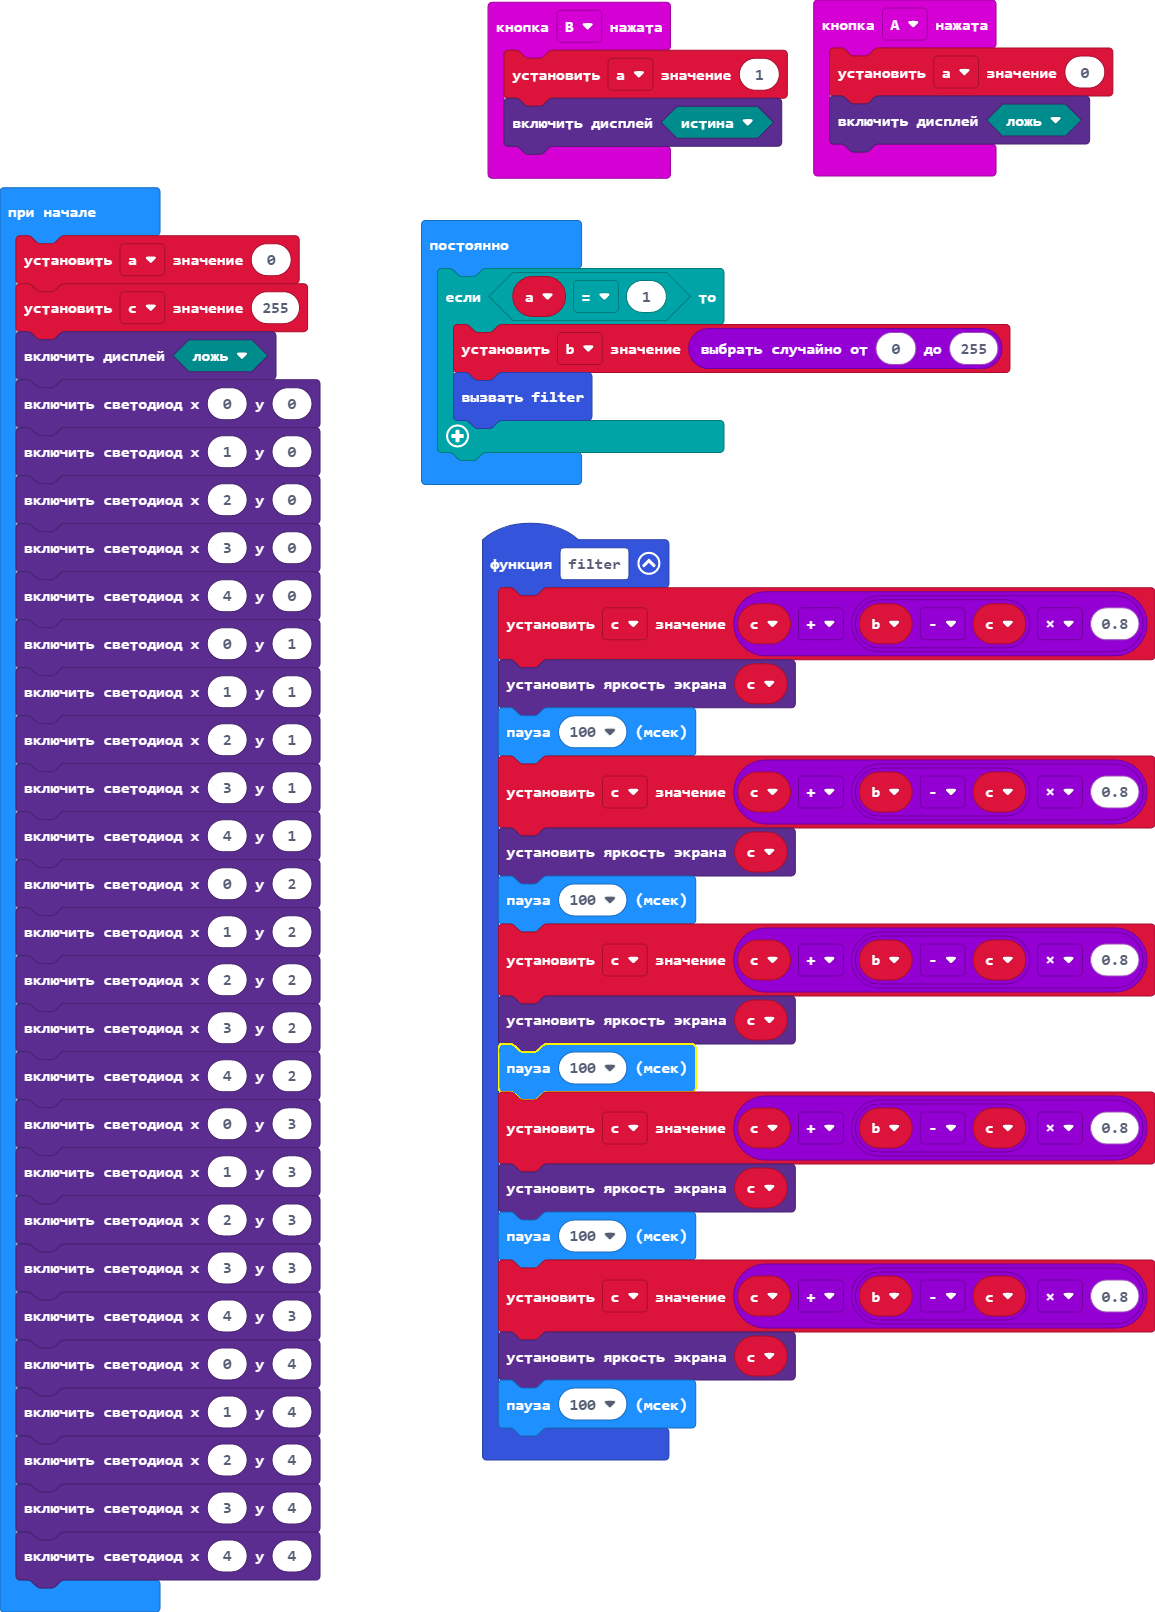 кнопка B нажата
установить a значение 1
включить дисплей истина
кнопка A нажата
установить a значение 0
включить дисплей ложь
при начале
установить a значение 0
установить c значение 255
включить дисплей ложь
включить светодиод x 0 y 0
включить светодиод x 1 y 0
включить светодиод x 2 y 0
включить светодиод x 3 y 0
включить светодиод x 4 y 0
включить светодиод x 0 y 1
включить светодиод x 1 y 1
включить светодиод x 2 y 1
включить светодиод x 3 y 1
включить светодиод x 4 y 1
включить светодиод x 0 y 2
включить светодиод x 1 y 2
включить светодиод x 2 y 2
включить светодиод x 3 y 2
включить светодиод x 4 y 2
включить светодиод x 0 y 3
включить светодиод x 1 y 3
включить светодиод x 2 y 3
включить светодиод x 3 y 3
включить светодиод x 4 y 3
включить светодиод x 0 y 4
включить светодиод x 1 y 4
включить светодиод x 2 y 4
включить светодиод x 3 y 4
включить светодиод x 4 y 4
постоянно
если a = 1 то
установить b значение выбрать случайно от 0 до 255
вызвать filter
функция filter
установить c значение c + b - c × 0.8
установить яркость экрана c
пауза 100 (мсек)
установить c значение c + b - c × 0.8
установить яркость экрана c
пауза 100 (мсек)
установить c значение c + b - c × 0.8
установить яркость экрана c
пауза 100 (мсек)
установить c значение c + b - c × 0.8
установить яркость экрана c
пауза 100 (мсек)
установить c значение c + b - c × 0.8
установить яркость экрана c
пауза 100 (мсек)